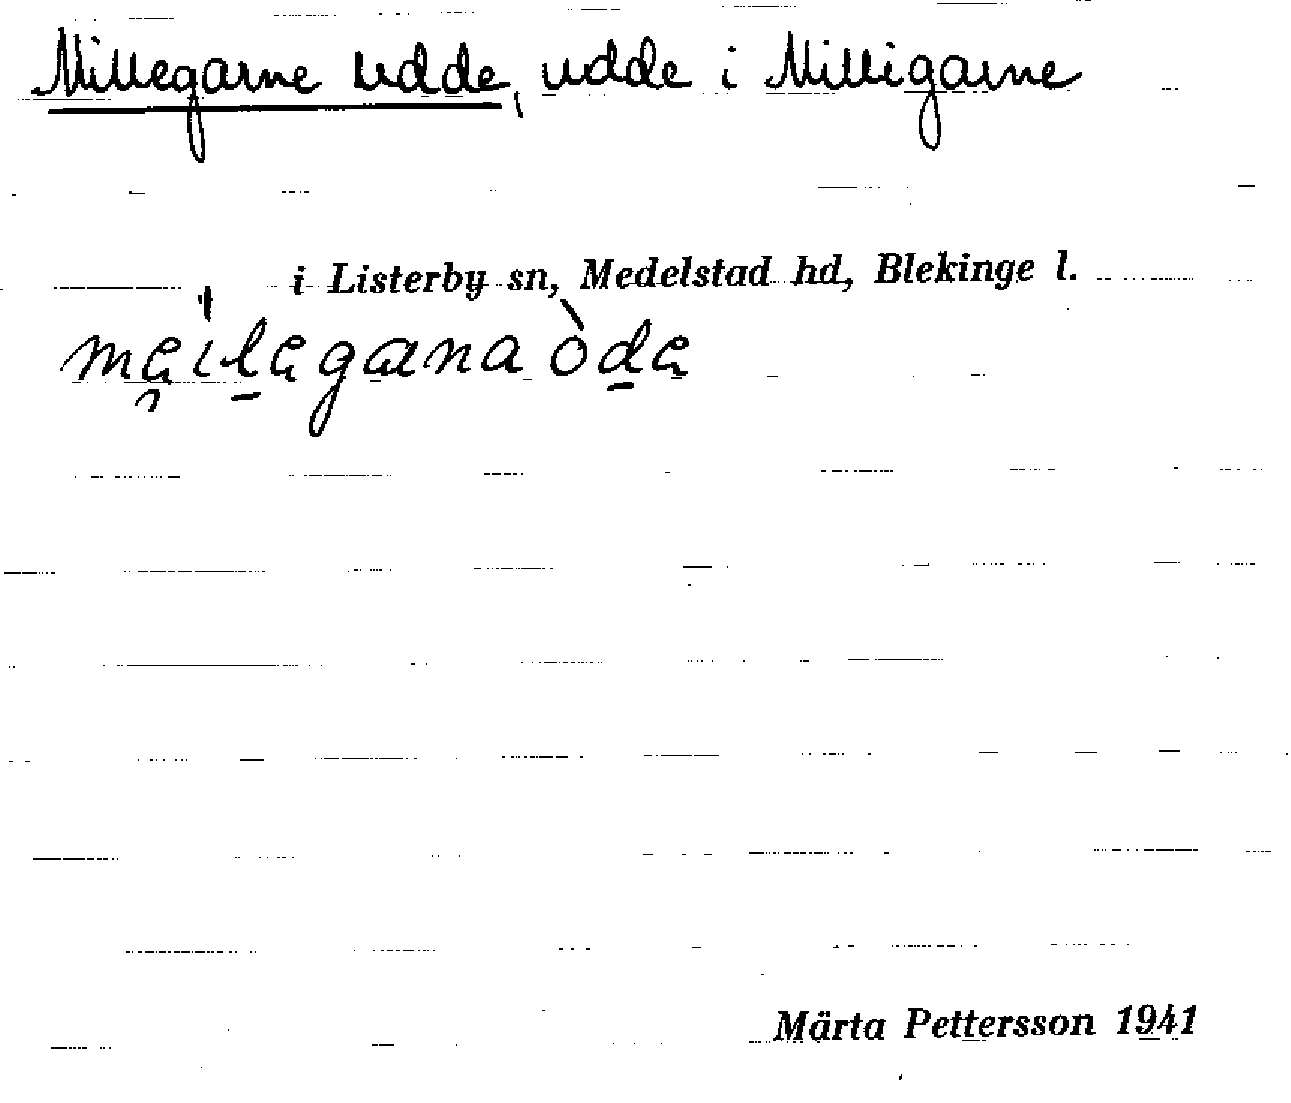 Millegarne Udde, udde i Milligarne
i Listerby sn, Medelstad hd, Blekinge l.
Märta Pettersson 1941